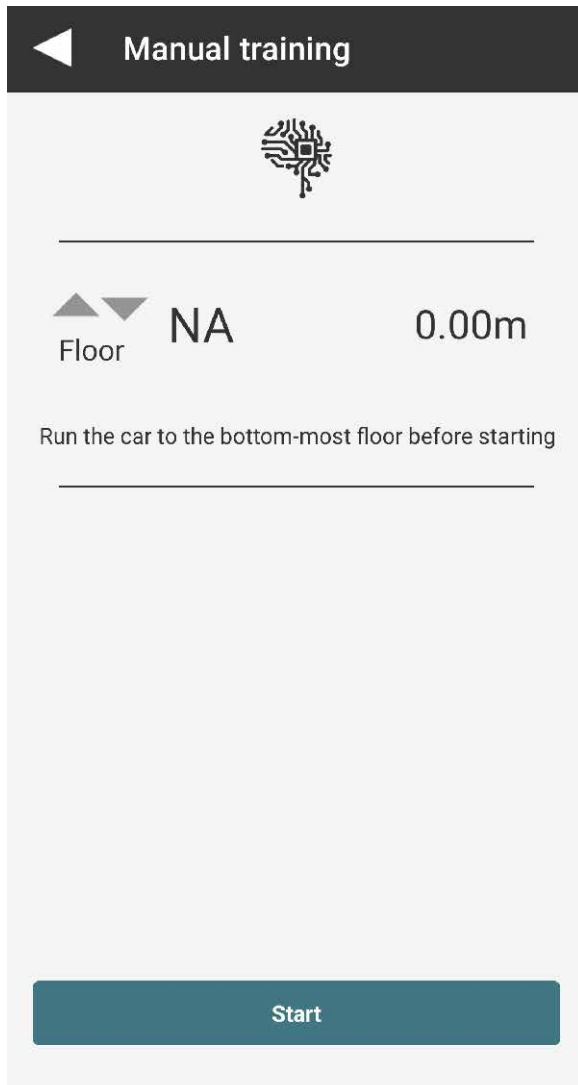 Manual training
NA
0.00m
Floor
Run the car to the bottom-most floor before starting
Start